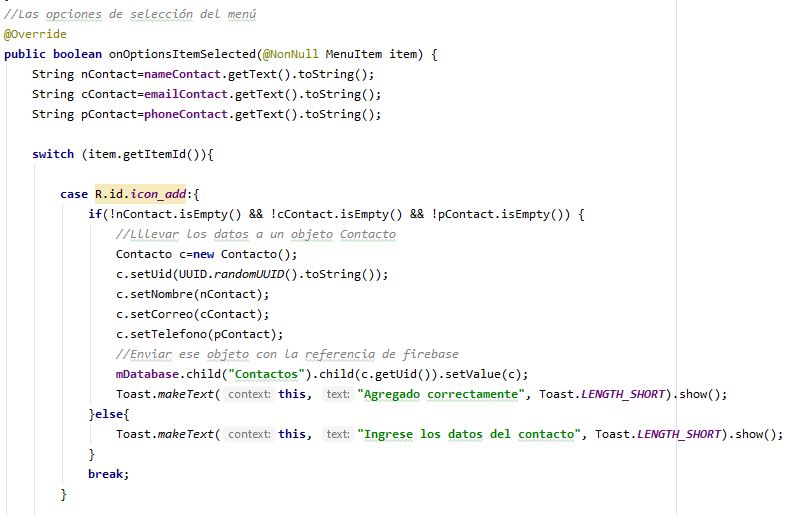 //Las opciones de selección del menú
@Override
public boolean onOptionsItemSelected(@NonNull MenuItem item) {
String nContact=nameContact.getText().toString();
String cContact=emailContact.getText().toString();
String pContact=phoneContact.getText().toString();
switch (item.getItemId()){
case R.id.icon_add:{
if(!nContact.isEmpty() && !cContact.isEmpty() && !pContact.isEmpty()) {
//Lllevar los datos a un objeto Contacto
Contacto c=new Contacto();
c.setUid(UUID.randomUUID().toString());
c.setNombre(nContact);
c.setCorreo(cContact);
c.setTelefono(pContact);
//Enviar ese objeto con la referencia de firebase
mDatabase.child("Contactos").child(c.getUid()).setValue(c);
Toast.makeText( context: this, text: "Agregado correctamente", Toast.LENGTH_SHORT).show();
}else{
Toast.makeText( context: this, text: "Ingrese los datos del contacto", Toast.LENGTH_SHORT).show();
}
break;
}